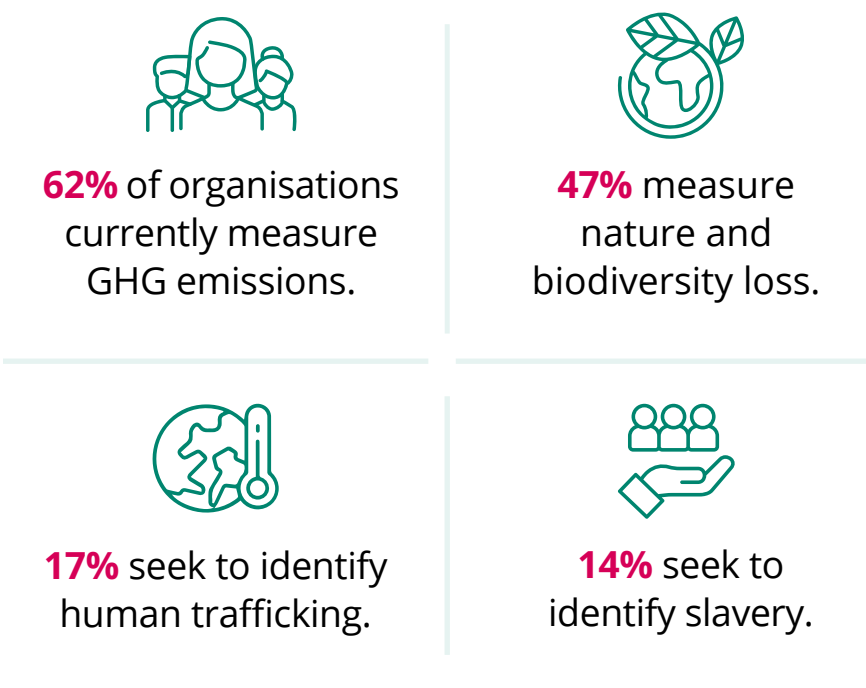 62% of organisations
currently measure
GHG emissions.
47% measure
nature and
biodiversity loss.
17% seek to identify
human trafficking.
14% seek to
identify slavery.